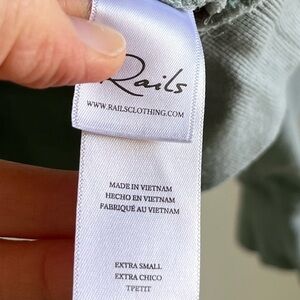 Rails
WWW.RAILSCLOTHING.COM
MADE IN VIETNAM
HECHO EN VIETNAM
FABRIQUÉ AU VIETNAM
EXTRA SMALL
EXTRA CHICO
TPETIT